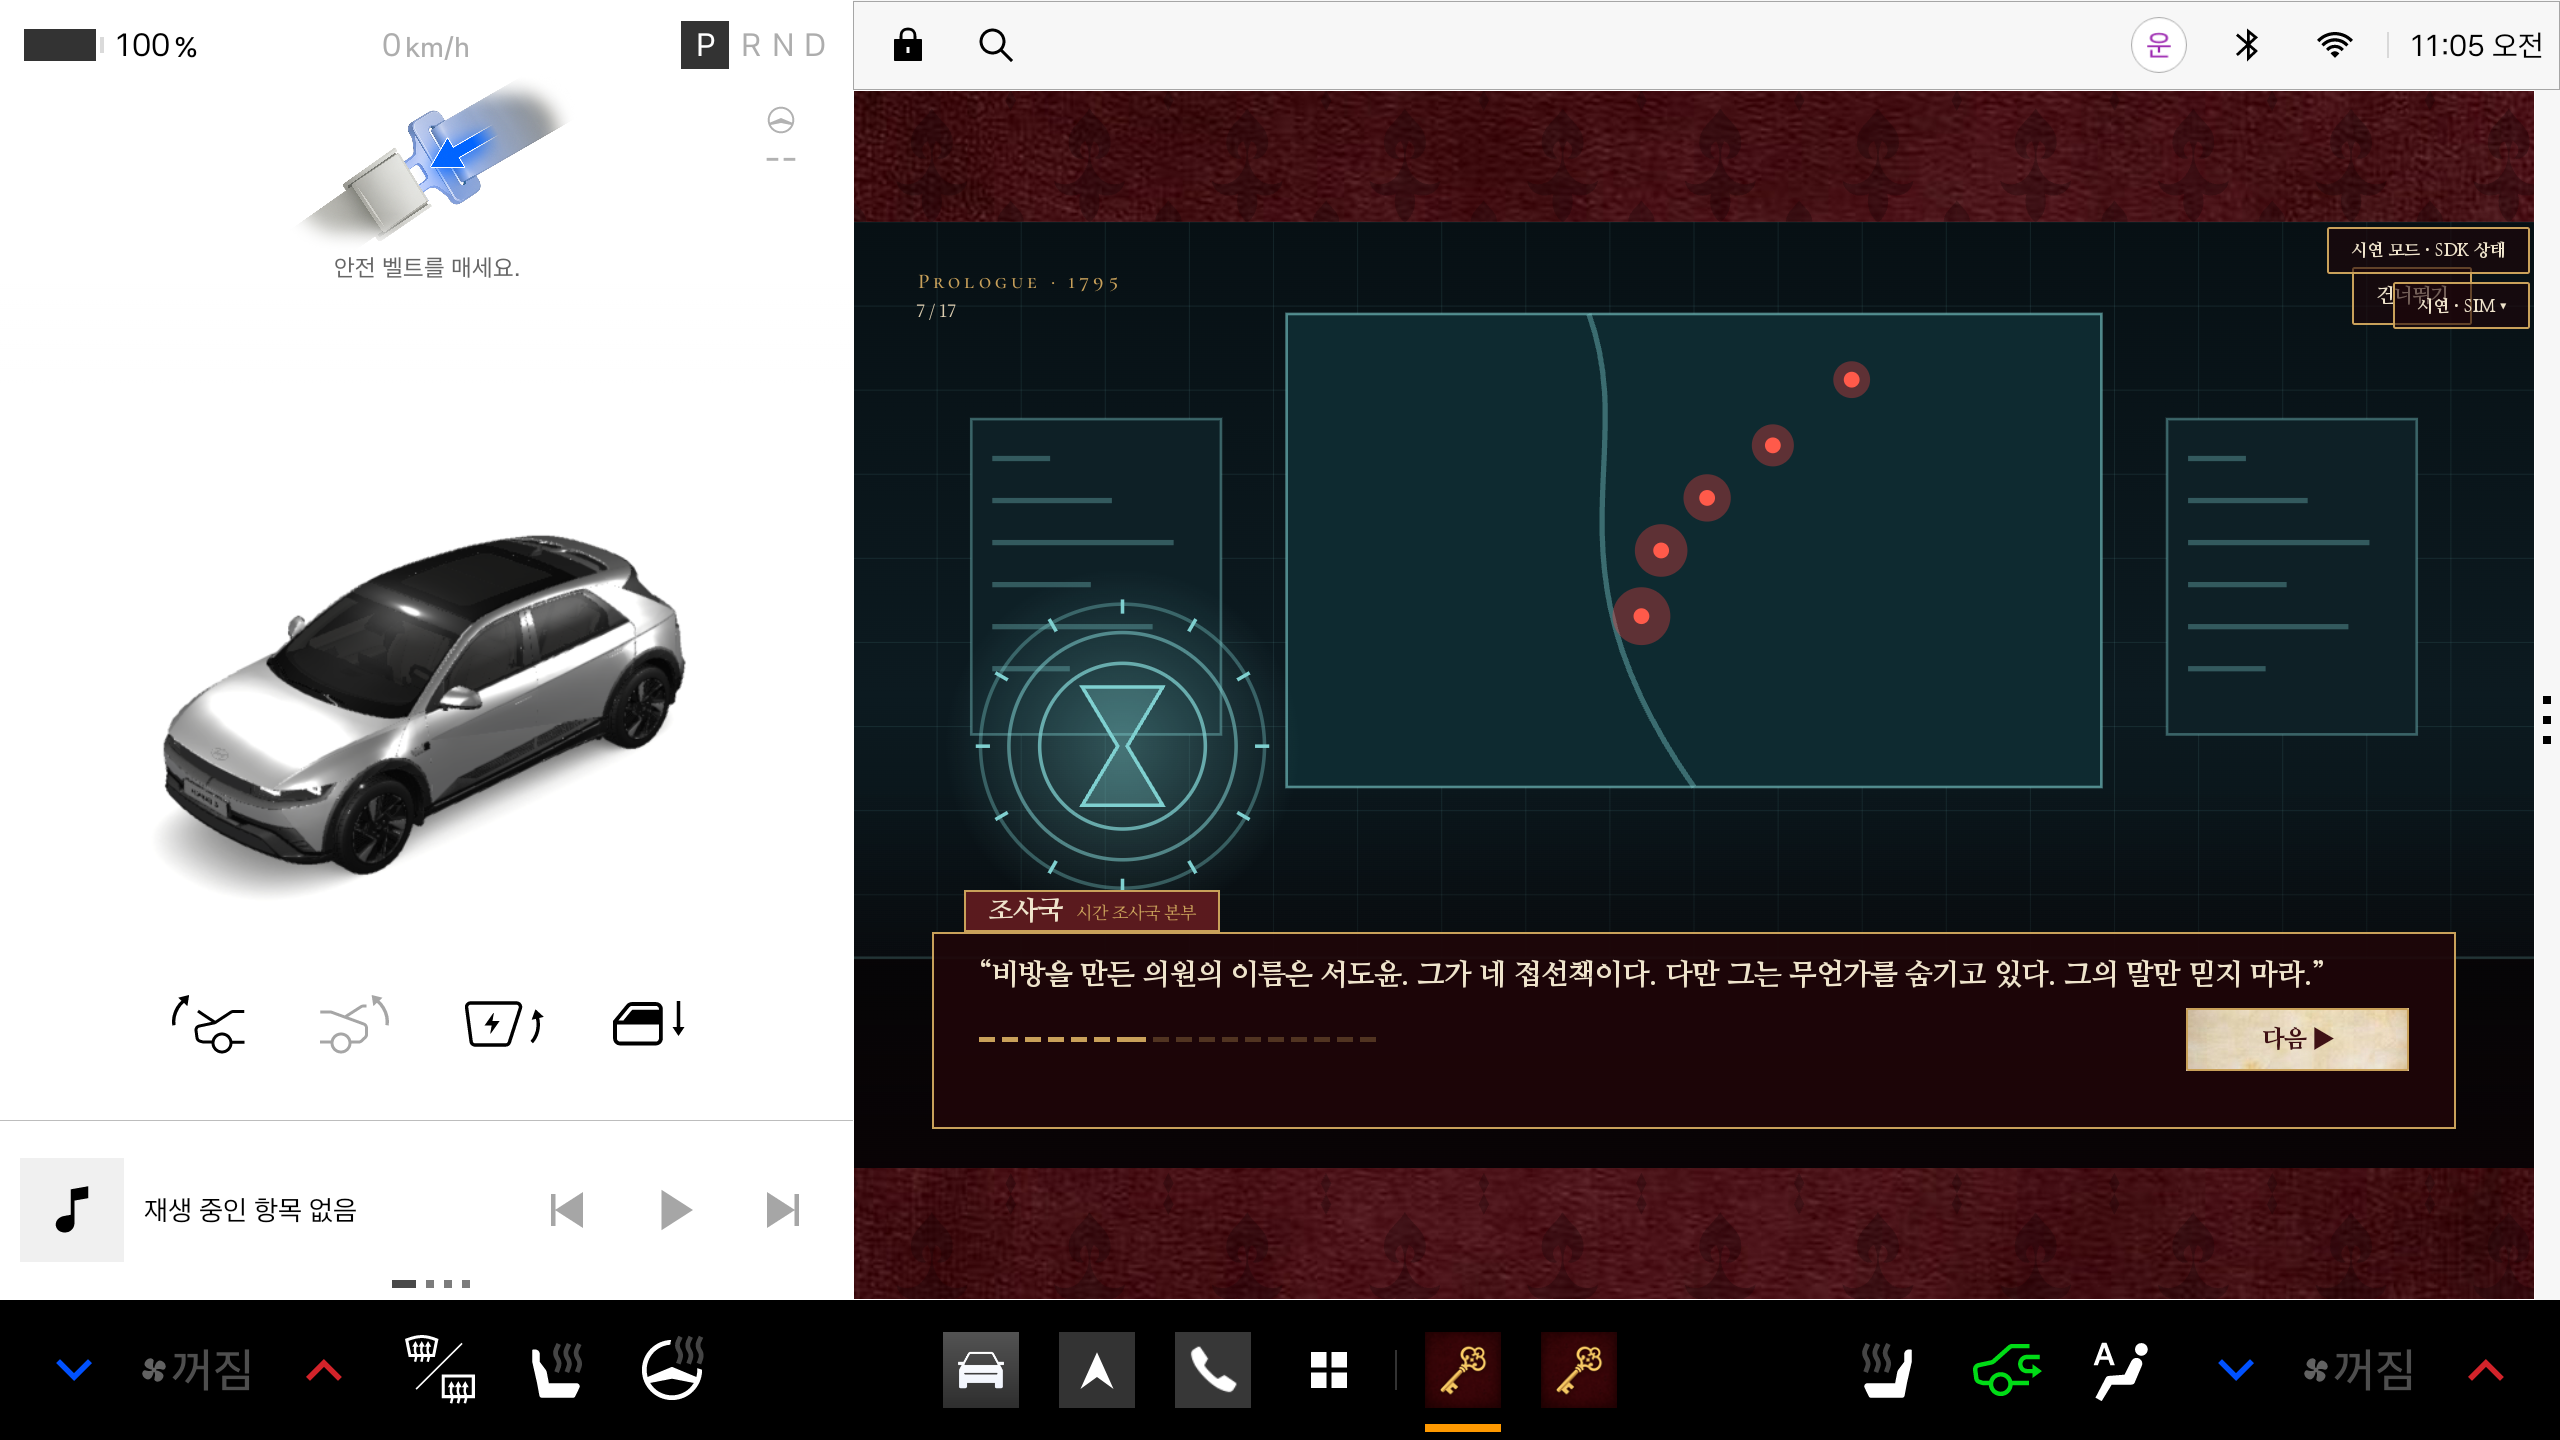 100%
0 km/h
P R N D
운
11:05 오전
안전 벨트를 매세요.
시연 모드 · SDK 상태
건너뛰기
시연 · SIM ▾
PROLOGUE · 1795
7 / 17
조사국 시간 조사국 본부
“비방을 만든 의원의 이름은 서도윤. 그가 네 접선책이다. 다만 그는 무언가를 숨기고 있다. 그의 말만 믿지 마라.”
다음 ▶
재생 중인 항목 없음
꺼짐
A
꺼짐